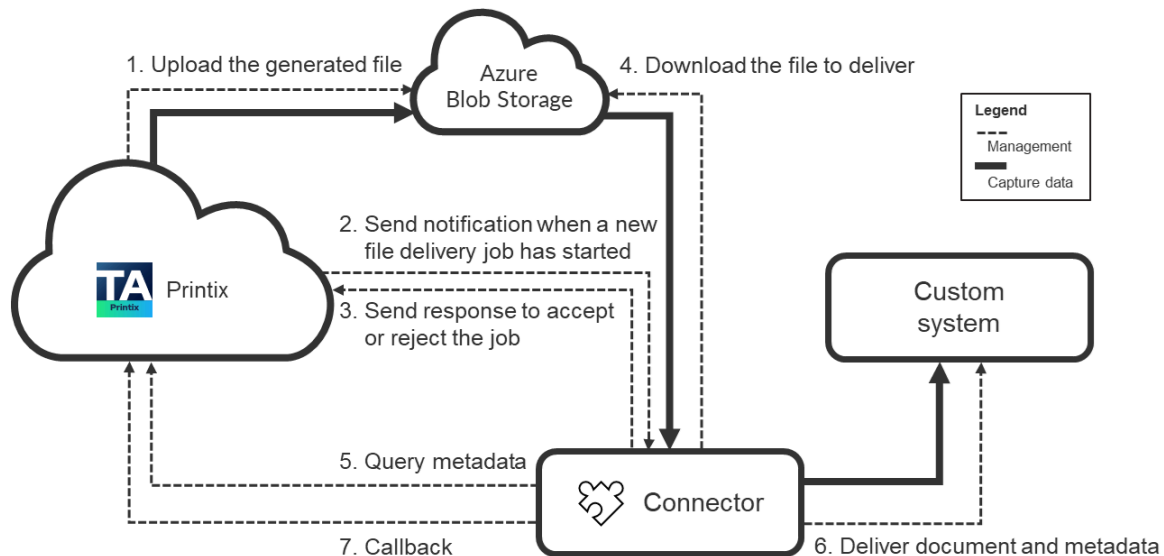 1. Upload the generated file
Azure
Blob Storage
4. Download the file to deliver
Legend
Management
Capture data
2. Send notification when a new
file delivery job has started
TA
Printix
Printix
3. Send response to accept
or reject the job
Custom
system
5. Query metadata
Connector
7. Callback
6. Deliver document and metadata